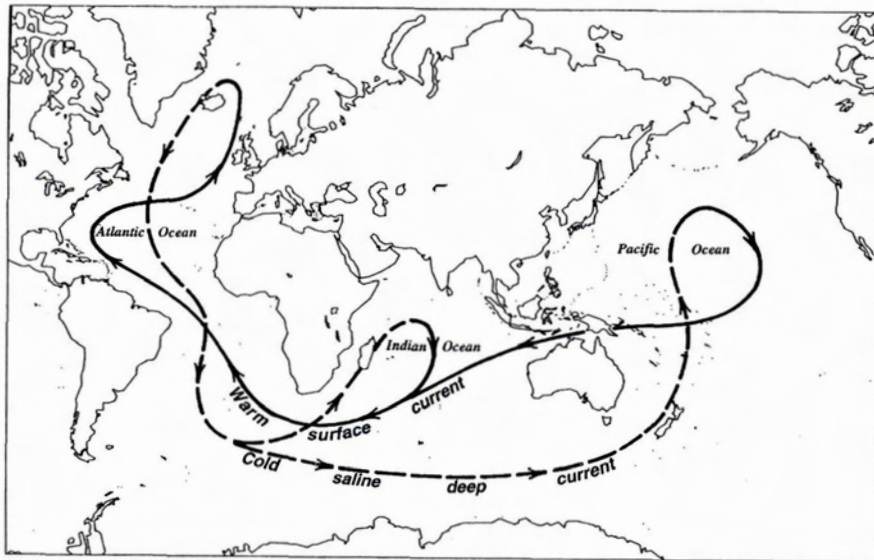 Atlantic Ocean
Pacific Ocean
Indian Ocean
Warm surface current
Cold saline deep current